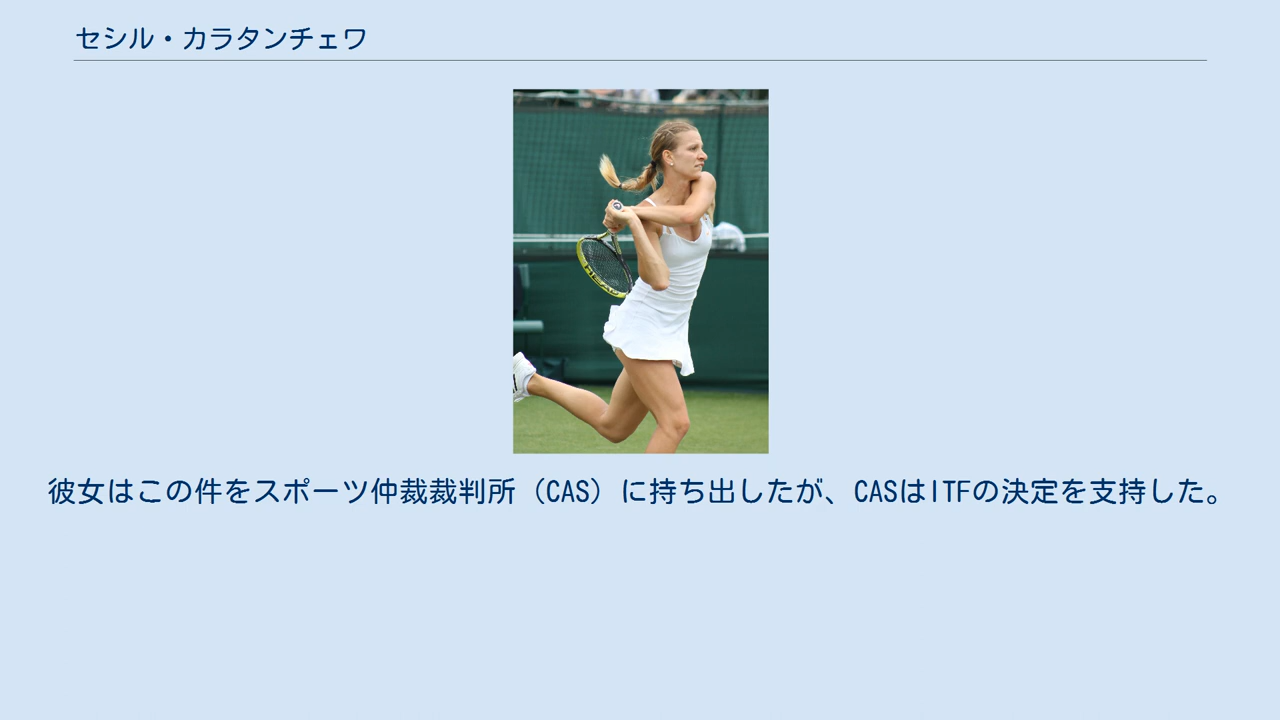 セシル・カラタンチェワ
HEAD
彼女はこの件をスポーツ仲裁裁判所（CAS）に持ち出したが、CASはITFの決定を支持した。